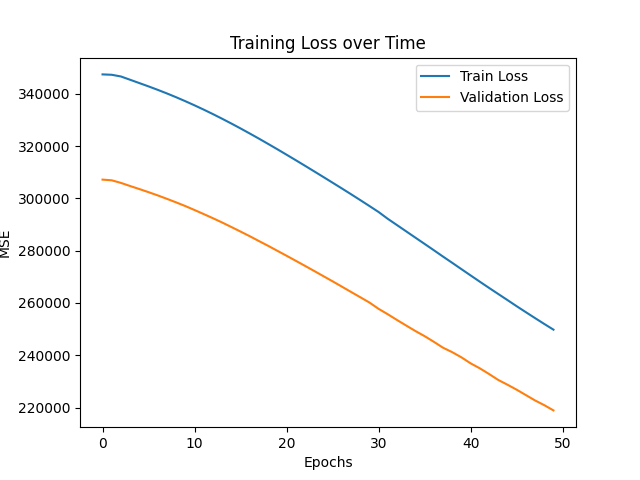 Training Loss over Time
Train Loss
Validation Loss
MSE
340000
320000
300000
280000
260000
240000
220000
0 10 20 30 40 50
Epochs